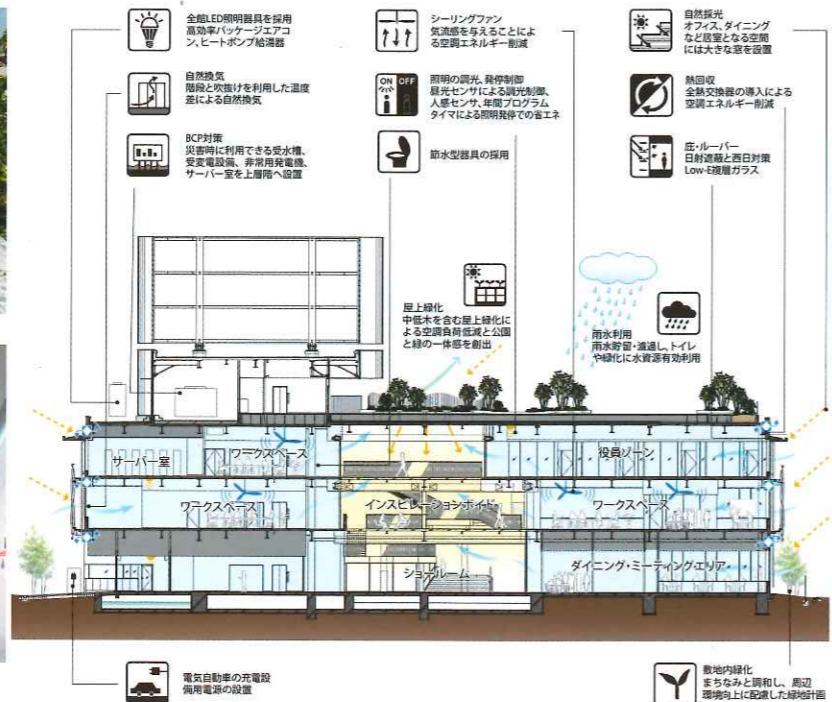 全館LED照明器具を採用
高効率パッケージエアコ
ン、ヒートポンプ給湯器
自然換気
階段と吹抜けを利用した温度
差による自然換気
BCP対策
災害時に利用できる受水槽、
受変電設備、非常用発電機、
サーバー室を上層階へ設置
シーリングファン
気流感を与えることによ
る空調エネルギー削減
ON OFF
照明の調光、発停制御
昼光センサによる調光制御、
人感センサ、年間プログラム
タイマによる照明発停での省エネ
節水型器具の採用
自然採光
オフィス、ダイニング
など居室となる空間
には大きな窓を設置
熱回収
全熱交換器の導入による
空調エネルギー削減
庇・ルーバー
日射遮蔽と西日対策
Low-E複層ガラス
屋上緑化
中低木を含む屋上緑化に
よる空調負荷低減と公園
と緑の一体感を創出
雨水利用
雨水貯留・濾過し、トイレ
や緑化に水資源有効利用
サーバー室
ワークスペース
役員ゾーン
ワークスペース
インスピレーションボイド
ワークスペース
ショールーム
ダイニング・ミーティングエリア
電気自動車の充電設
備用電源の設置
敷地内緑化
まちなみと調和し、周辺
環境向上に配慮した緑地計画